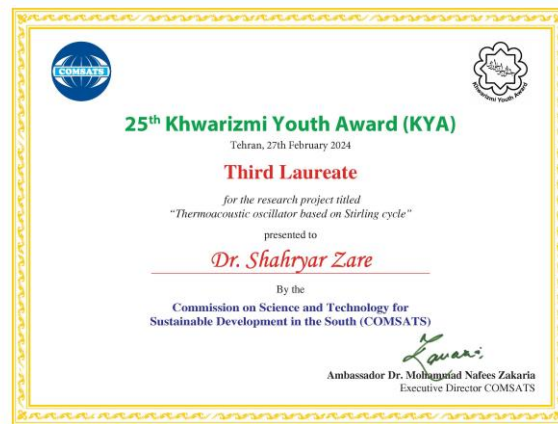 COMSATS
Khwarizmi Youth Award
25th Khwarizmi Youth Award (KYA)
Tehran, 27th February 2024
Third Laureate
for the research project titled
"Thermoacoustic oscillator based on Stirling cycle"
presented to
Dr. Shahryar Zare
By the
Commission on Science and Technology for
Sustainable Development in the South (COMSATS)
Ambassador Dr. Mohammad Nafees Zakaria
Executive Director COMSATS